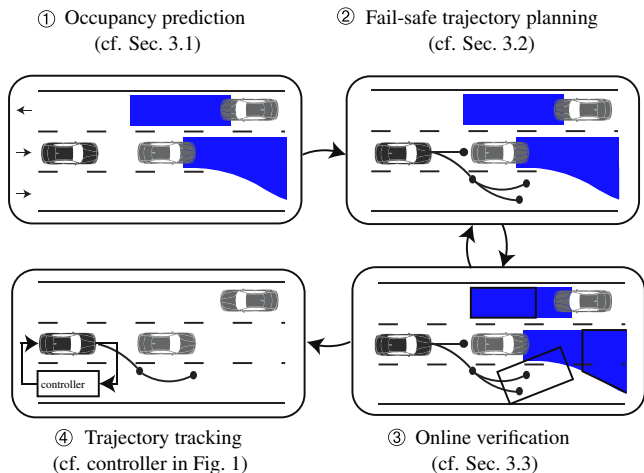 ① Occupancy prediction
(cf. Sec. 3.1)
② Fail-safe trajectory planning
(cf. Sec. 3.2)
controller
④ Trajectory tracking
(cf. controller in Fig. 1)
③ Online verification
(cf. Sec. 3.3)